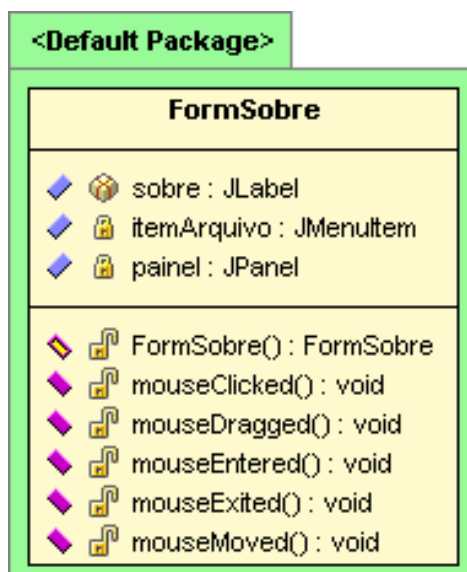 <Default Package>
FormSobre
sobre : JLabel
itemArquivo : JMenuItem
painel : JPanel
FormSobre() : FormSobre
mouseClicked() : void
mouseDragged() : void
mouseEntered() : void
mouseExited() : void
mouseMoved() : void